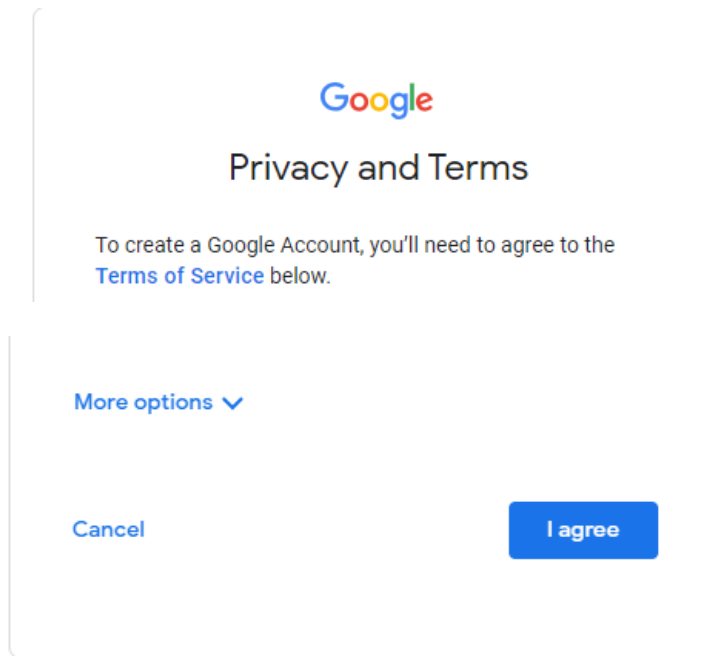 Google
Privacy and Terms
To create a Google Account, you'll need to agree to the
Terms of Service below.
More options
Cancel
I agree